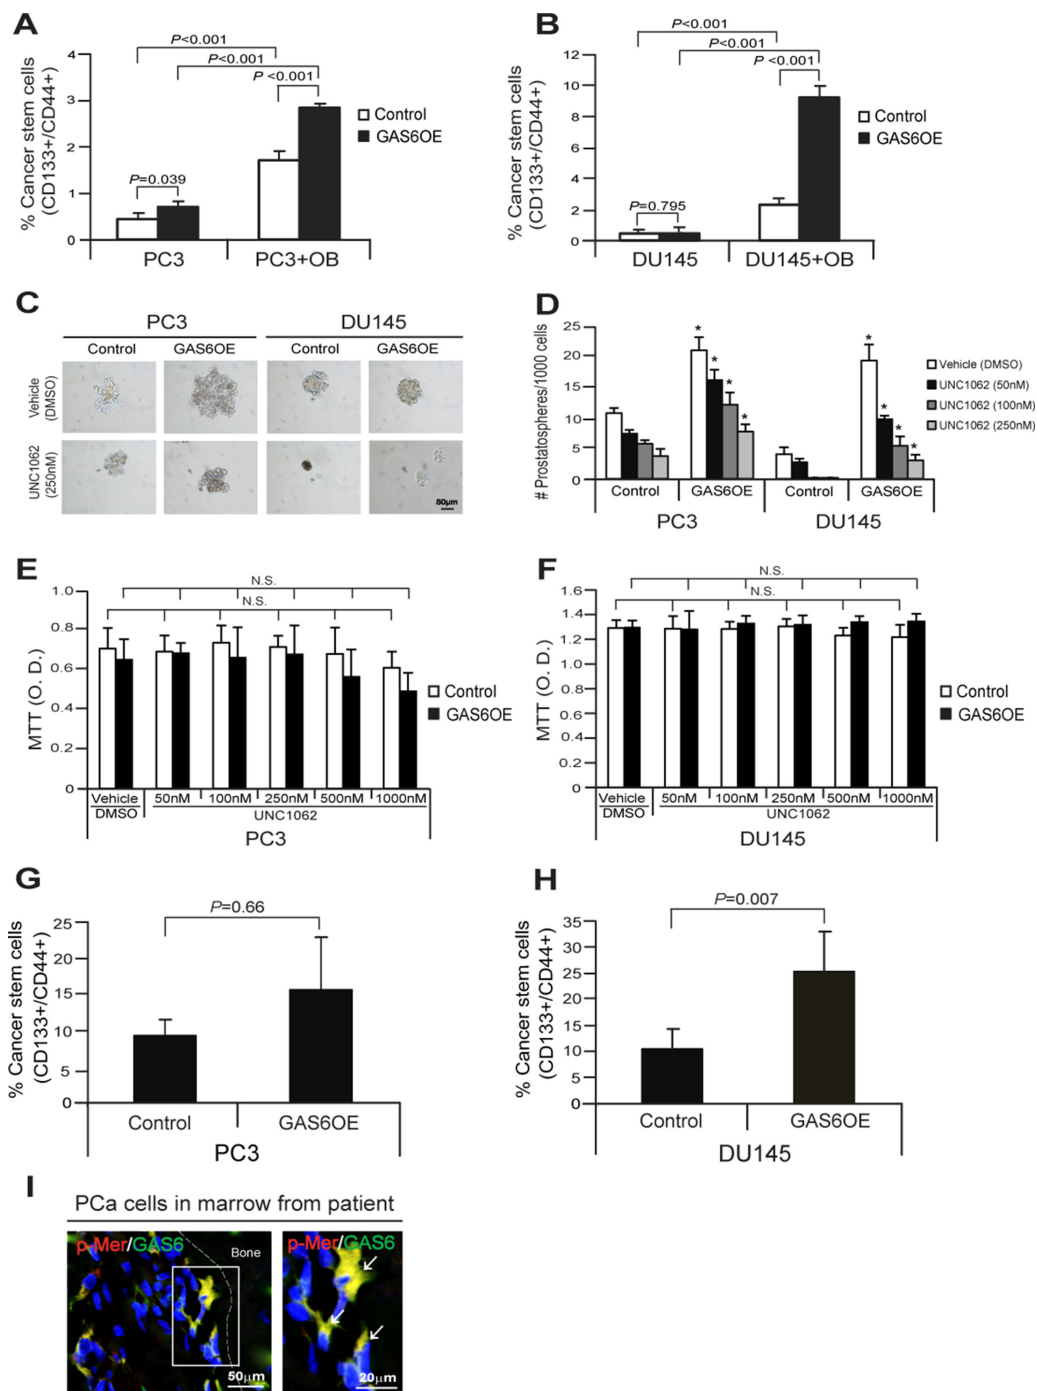 A
P<0.001
P<0.001
P <0.001
P=0.039
% Cancer stem cells
(CD133+/CD44+)
4
3
2
1
0
Control
GAS6OE
PC3
PC3+OB
B
P<0.001
P<0.001
P <0.001
P=0.795
% Cancer stem cells
(CD133+/CD44+)
12
10
8
6
4
2
0
Control
GAS6OE
DU145
DU145+OB
C
PC3
DU145
Control
GAS6OE
Control
GAS6OE
Vehicle
(DMSO)
UNC1062
(250nM)
50μm
D
# Prostatospheres/1000 cells
25
20
15
10
5
0
* * * *
* * * *
Vehicle (DMSO)
UNC1062 (50nM)
UNC1062 (100nM)
UNC1062 (250nM)
Control
GAS6OE
Control
GAS6OE
PC3
DU145
E
N.S.
N.S.
MTT (O. D.)
1.0
0.8
0.6
0.4
0.2
0
Control
GAS6OE
Vehicle
DMSO
50nM
100nM
250nM
500nM
1000nM
UNC1062
PC3
F
N.S.
N.S.
MTT (O. D.)
1.6
1.4
1.2
1.0
0.8
0.6
0.4
0.2
0
Control
GAS6OE
Vehicle
DMSO
50nM
100nM
250nM
500nM
1000nM
UNC1062
DU145
G
P=0.66
% Cancer stem cells
(CD133+/CD44+)
25
20
15
10
5
0
Control
GAS6OE
PC3
H
P=0.007
% Cancer stem cells
(CD133+/CD44+)
35
30
25
20
15
10
5
0
Control
GAS6OE
DU145
I
PCa cells in marrow from patient
p-Mer/GAS6
Bone
50μm
p-Mer/GAS6
20μm